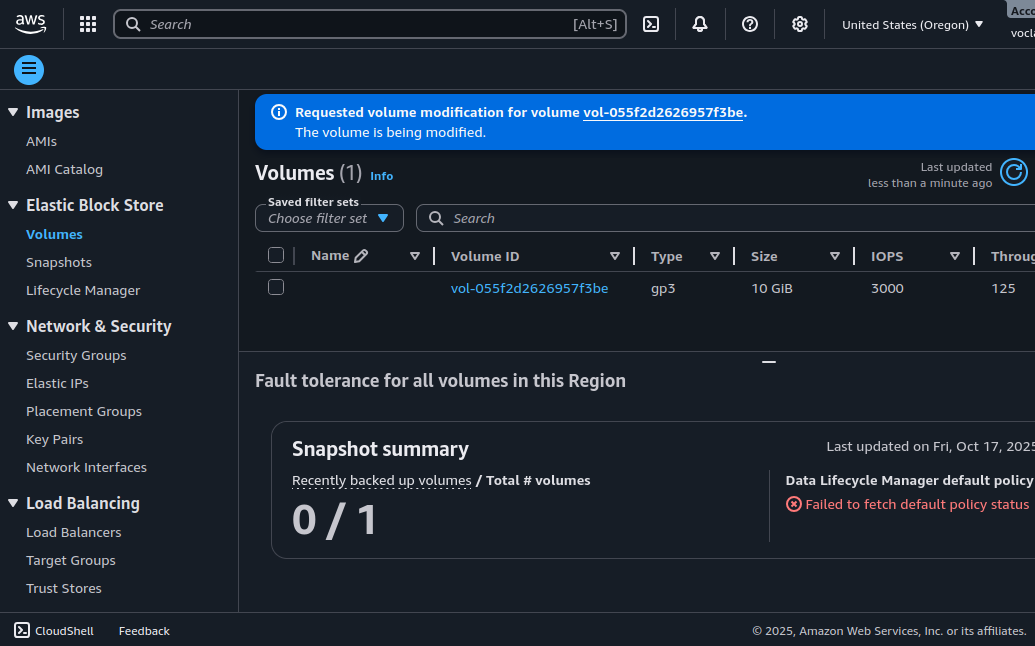 aws
Search [Alt+S]
United States (Oregon)
Images
AMIs
AMI Catalog
Elastic Block Store
Volumes
Snapshots
Lifecycle Manager
Network & Security
Security Groups
Elastic IPs
Placement Groups
Key Pairs
Network Interfaces
Load Balancing
Load Balancers
Target Groups
Trust Stores
Requested volume modification for volume vol-055f2d2626957f3be.
The volume is being modified.
Volumes (1) Info
Last updated
less than a minute ago
Saved filter sets
Choose filter set
Search
Name Volume ID Type Size IOPS
vol-055f2d2626957f3be gp3 10 GiB 3000 125
Fault tolerance for all volumes in this Region
Snapshot summary
Last updated on Fri, Oct 17, 2025
Recently backed up volumes / Total # volumes
0 / 1
Data Lifecycle Manager default policy
Failed to fetch default policy status
CloudShell Feedback
© 2025, Amazon Web Services, Inc. or its affiliates.